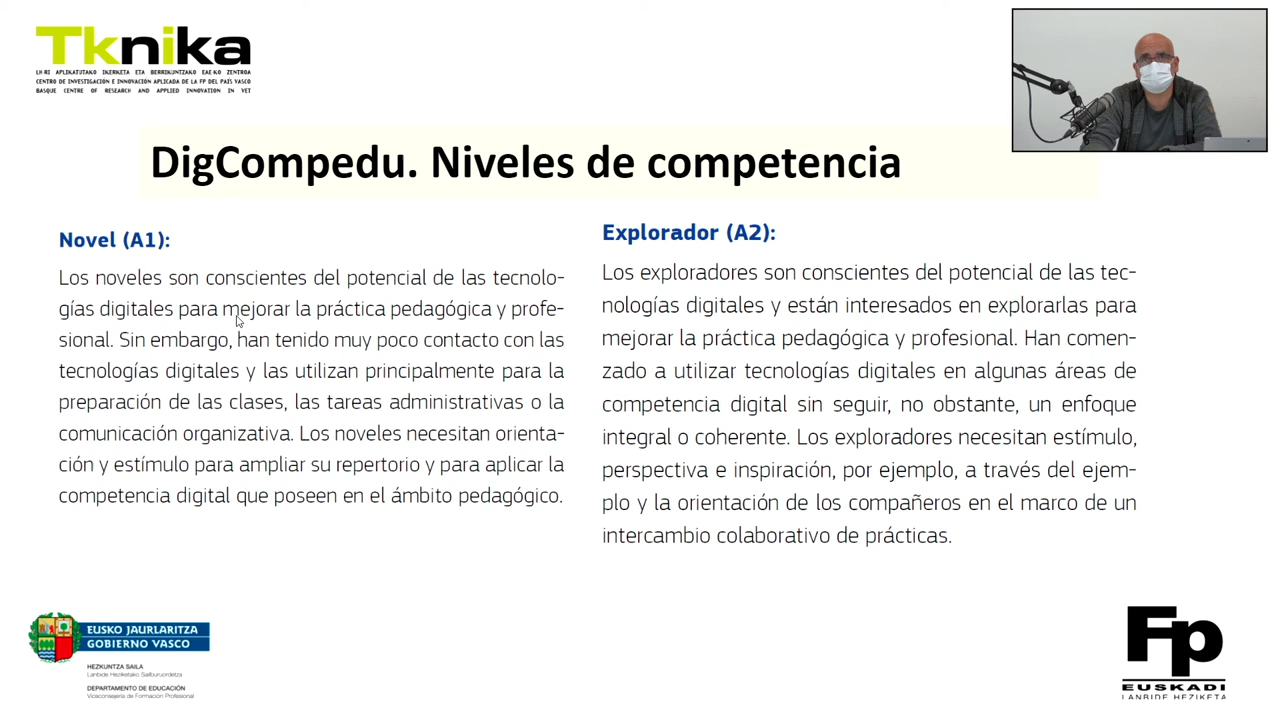 Tknika
LH-RI APLIKATUTAKO IKERKETA ETA BERRIKUNTZAKO EAEKO ZENTROA
CENTRO DE INVESTIGACIÓN E INNOVACIÓN APLICADA DE LA FP DEL PAÍS VASCO
BASQUE CENTRE OF RESEARCH AND APPLIED INNOVATION IN VET
DigCompedu. Niveles de competencia
Novel (A1):
Los noveles son conscientes del potencial de las tecnolo-
gías digitales para mejorar la práctica pedagógica y profe-
sional. Sin embargo, han tenido muy poco contacto con las
tecnologías digitales y las utilizan principalmente para la
preparación de las clases, las tareas administrativas o la
comunicación organizativa. Los noveles necesitan orienta-
ción y estímulo para ampliar su repertorio y para aplicar la
competencia digital que poseen en el ámbito pedagógico.
Explorador (A2):
Los exploradores son conscientes del potencial de las tec-
nologías digitales y están interesados en explorarlas para
mejorar la práctica pedagógica y profesional. Han comen-
zado a utilizar tecnologías digitales en algunas áreas de
competencia digital sin seguir, no obstante, un enfoque
integral o coherente. Los exploradores necesitan estímulo,
perspectiva e inspiración, por ejemplo, a través del ejem-
plo y la orientación de los compañeros en el marco de un
intercambio colaborativo de prácticas.
EUSKO JAURLARITZA
GOBIERNO VASCO
HEZKUNTZA SAILA
Lanbide Heziketako Sailburuordetza
DEPARTAMENTO DE EDUCACIÓN
Viceconsejería de Formación Profesional
Fp
EUSKADI
LANBIDE HEZIKETA